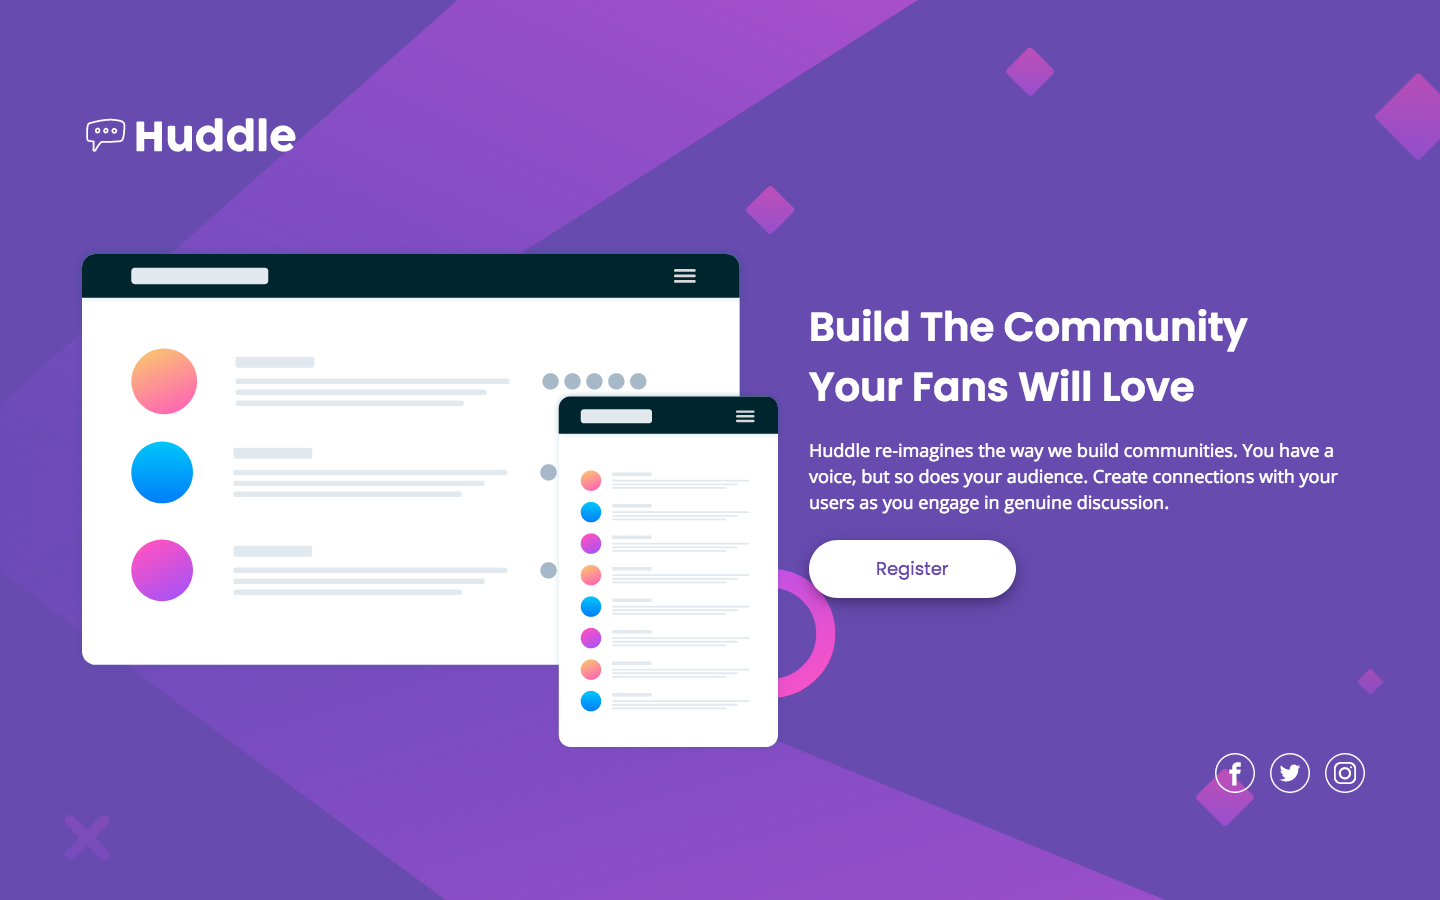 Huddle
Build The Community
Your Fans Will Love
Huddle re-imagines the way we build communities. You have a
voice, but so does your audience. Create connections with your
users as you engage in genuine discussion.
Register